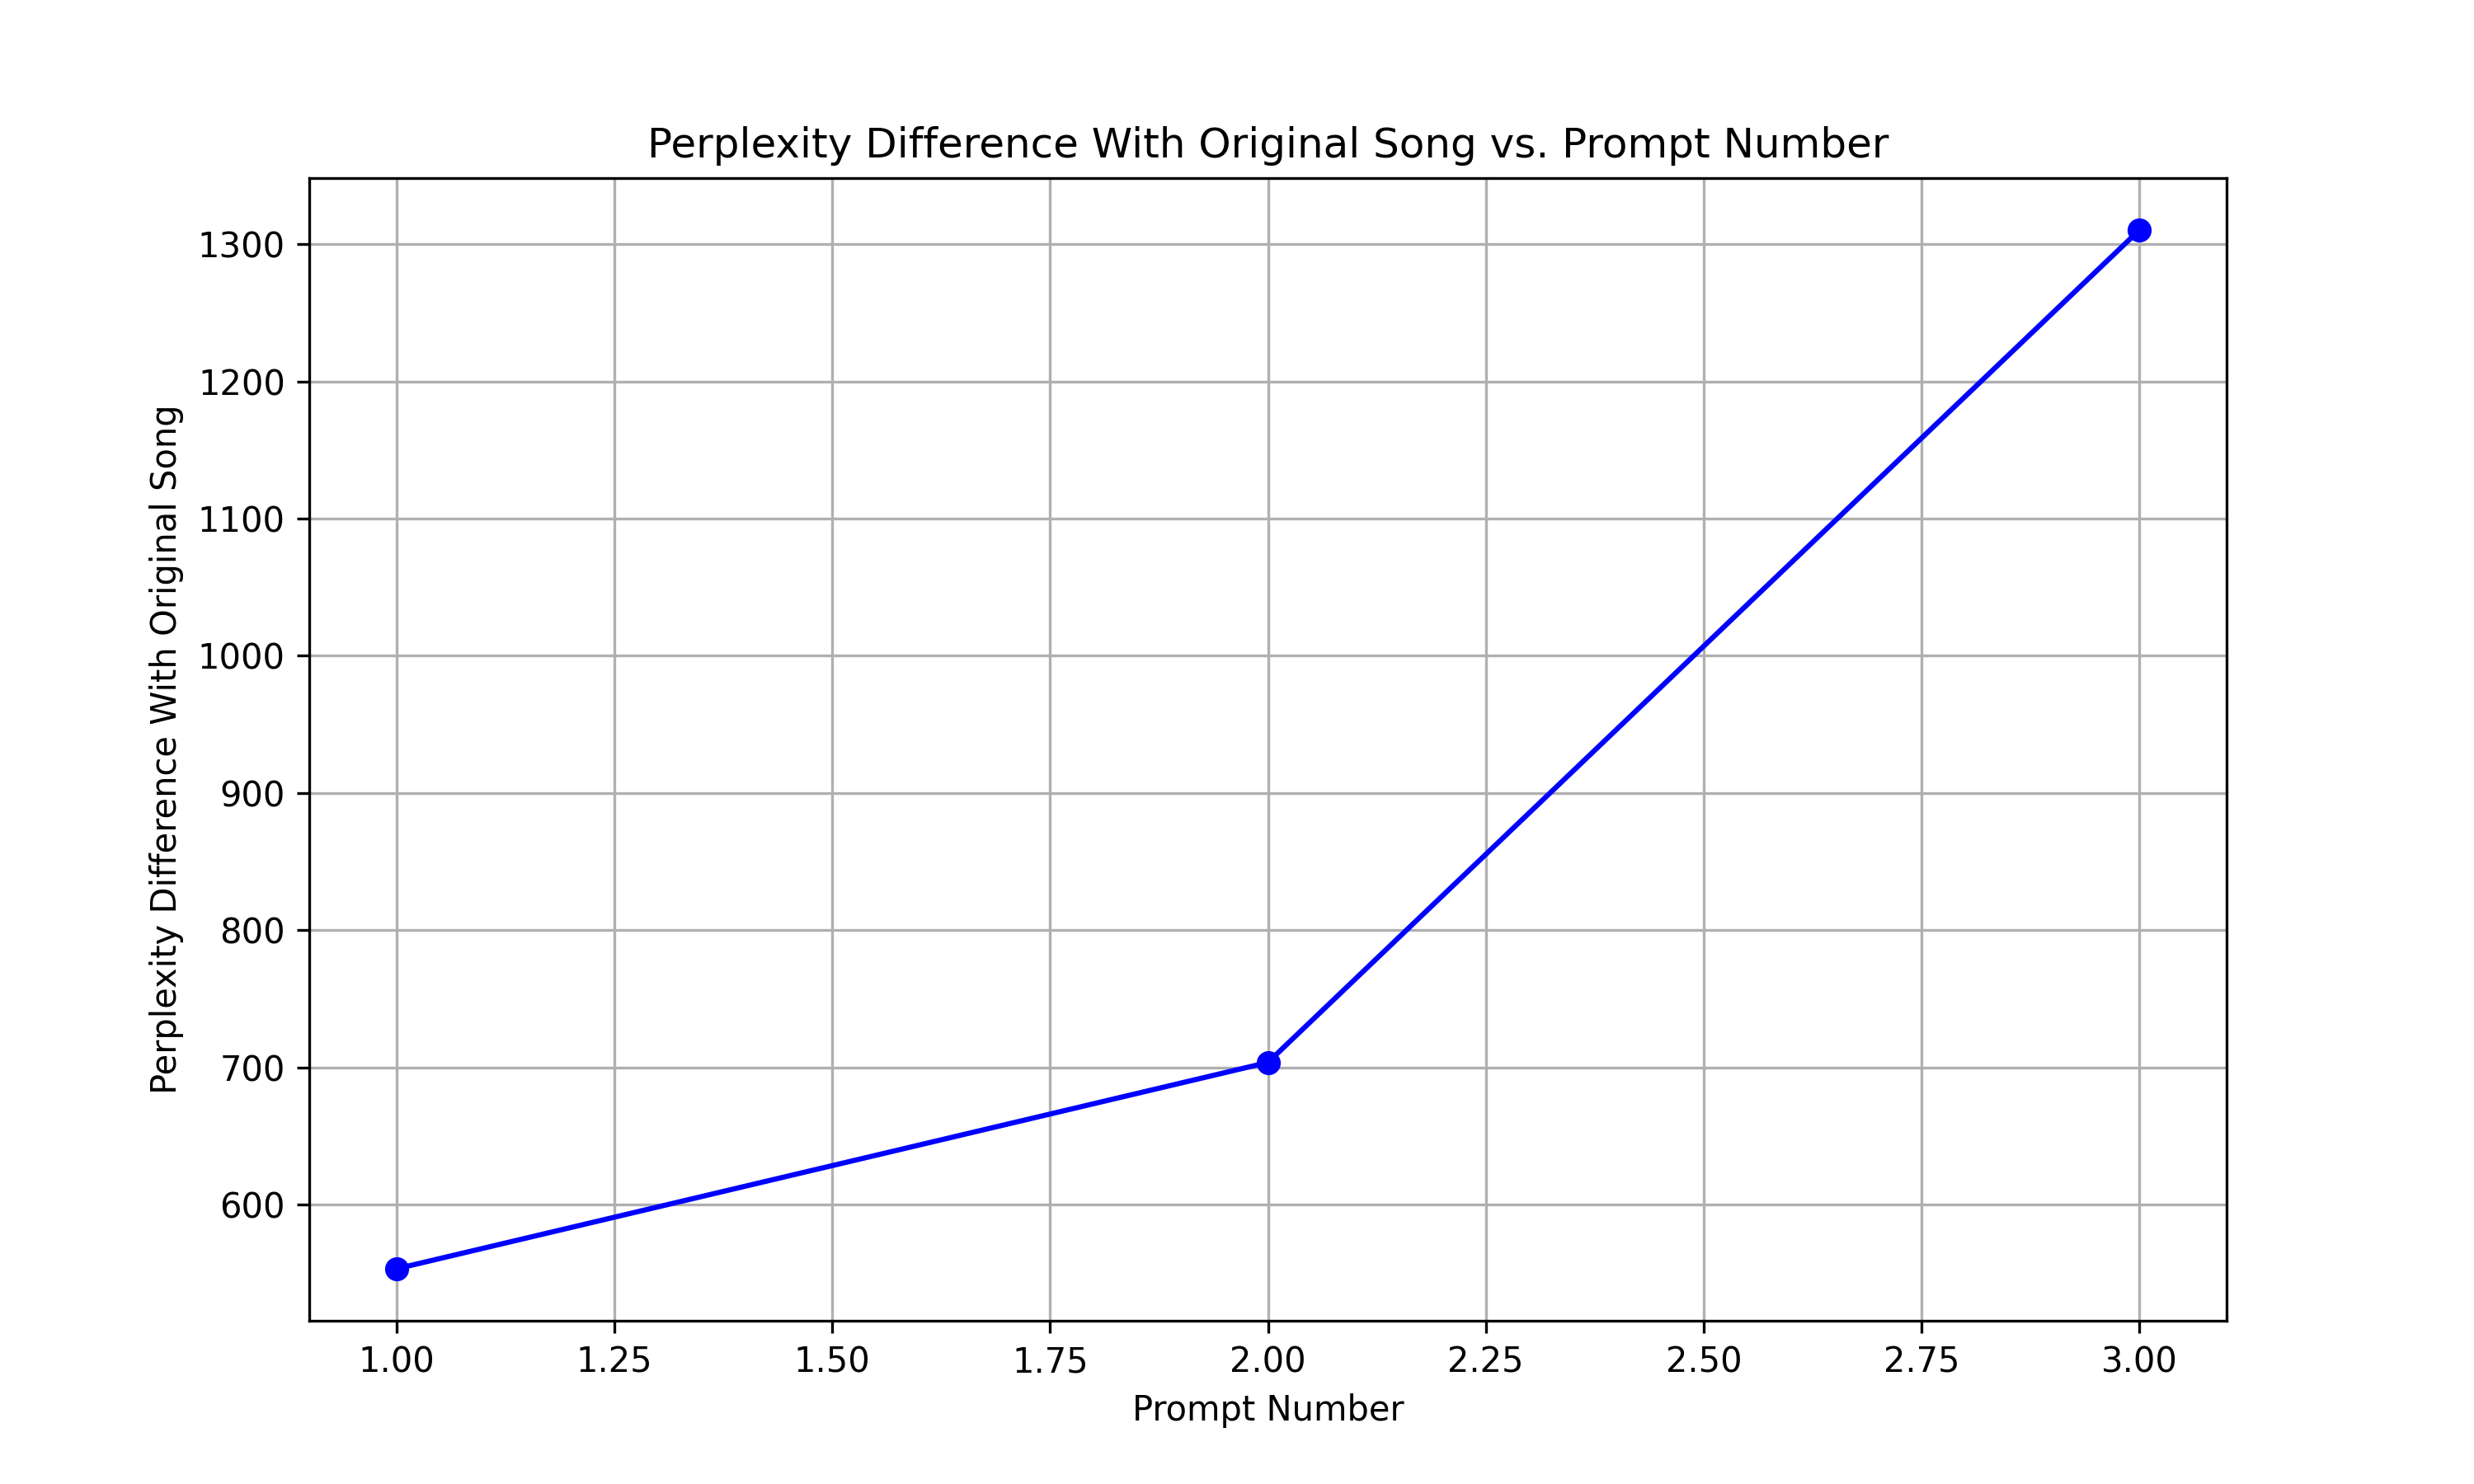 Perplexity Difference With Original Song vs. Prompt Number
Perplexity Difference With Original Song
1300
1200
1100
1000
900
800
700
600
1.00 1.25 1.50 1.75 2.00 2.25 2.50 2.75 3.00
Prompt Number